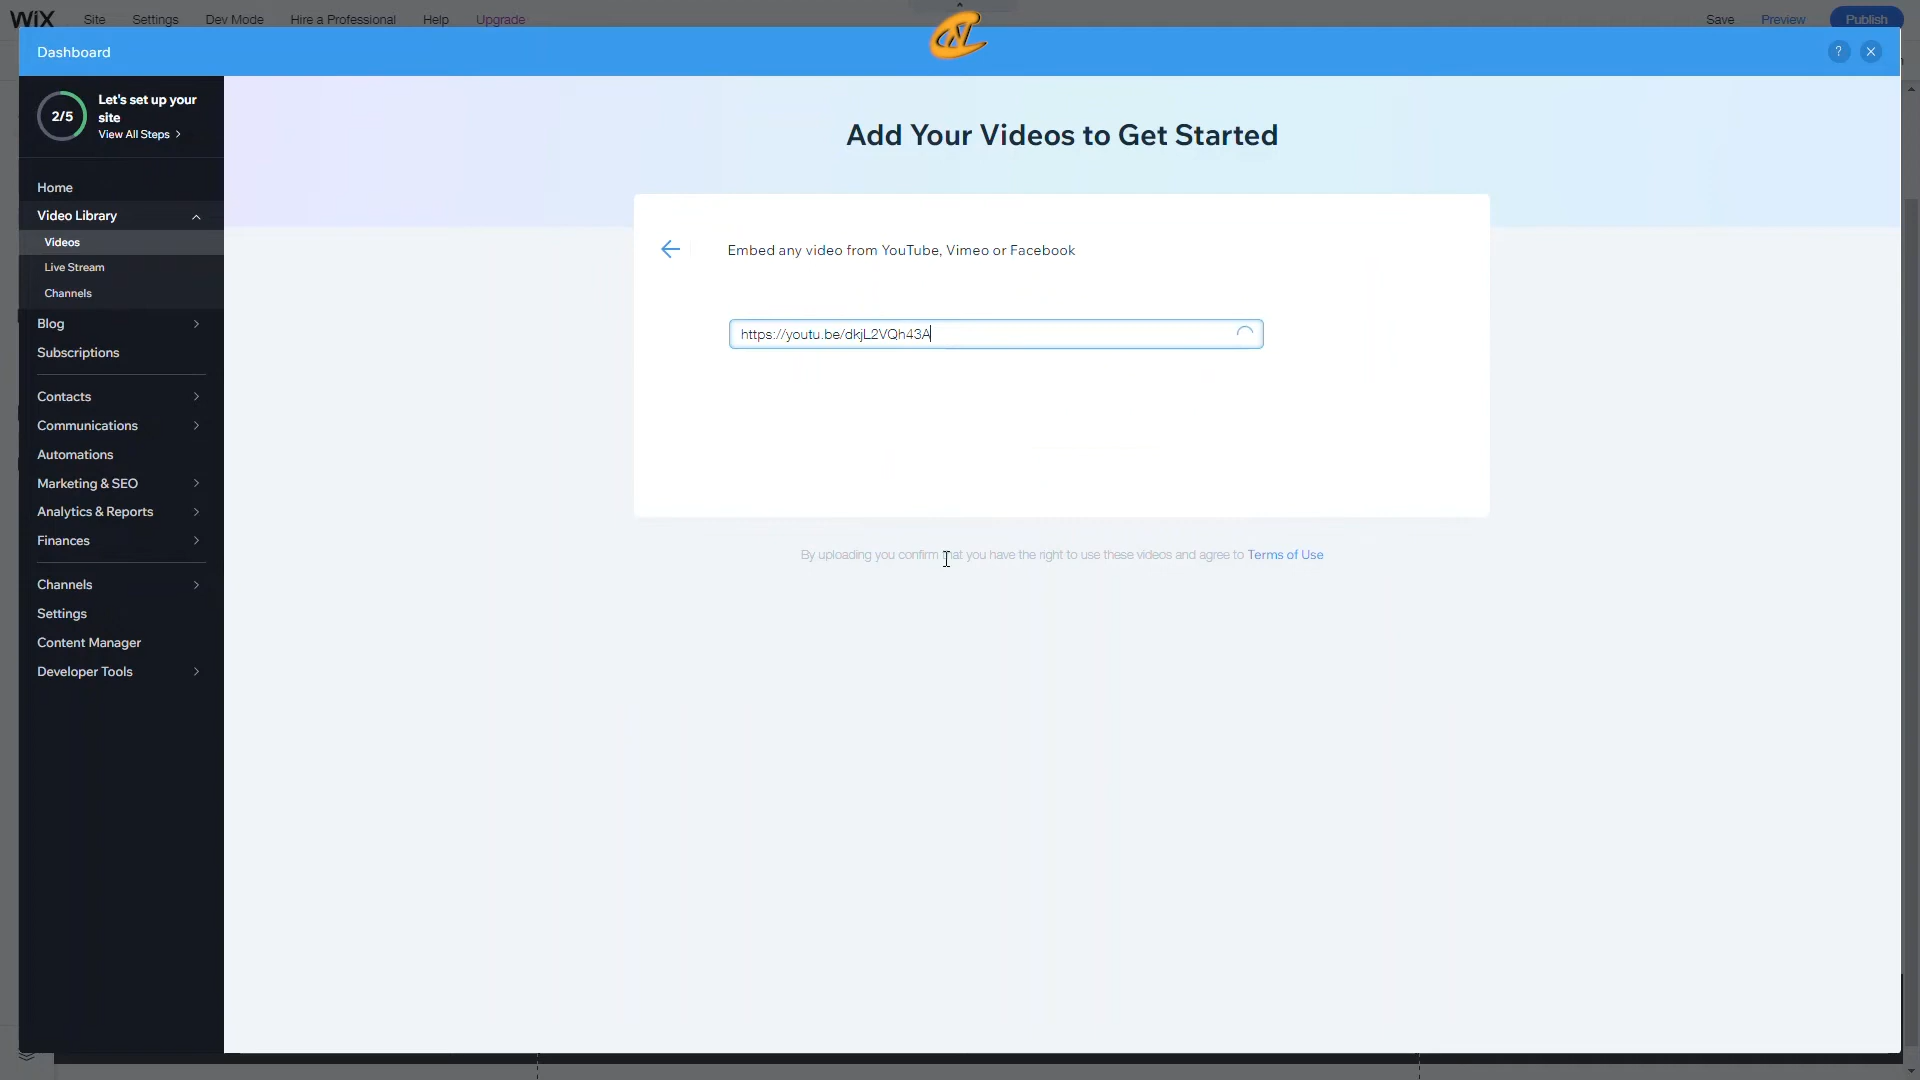 WiX
Site
Settings
Dev Mode
Hire a Professional
Help
Upgrade
Save
Preview
Publish
Dashboard
?
2/5
Let's set up your
site
View All Steps
Home
Video Library
Videos
Live Stream
Channels
Blog
Subscriptions
Contacts
Communications
Automations
Marketing & SEO
Analytics & Reports
Finances
Channels
Settings
Content Manager
Developer Tools
Add Your Videos to Get Started
Embed any video from YouTube, Vimeo or Facebook
https://youtu.be/dkjL2VQh43A
By uploading you confirm that you have the right to use these videos and agree to Terms of Use